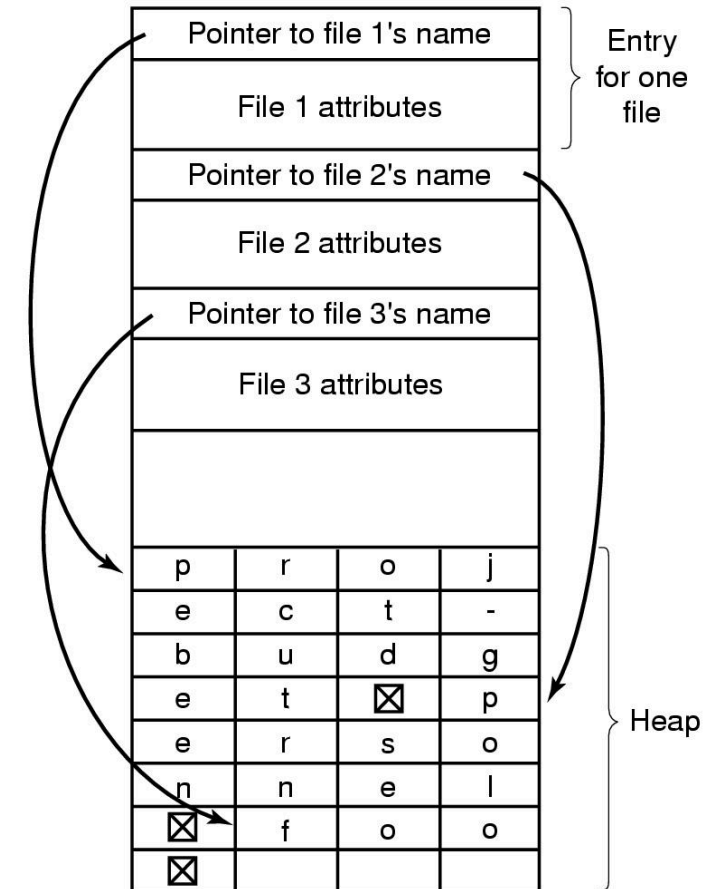 Pointer to file 1's name
File 1 attributes
Entry
for one
file
Pointer to file 2's name
File 2 attributes
Pointer to file 3's name
File 3 attributes
p r o j
e c t -
b u d g
e t ☒ p
e r s o
n n e l
☒ f o o
☒
Heap